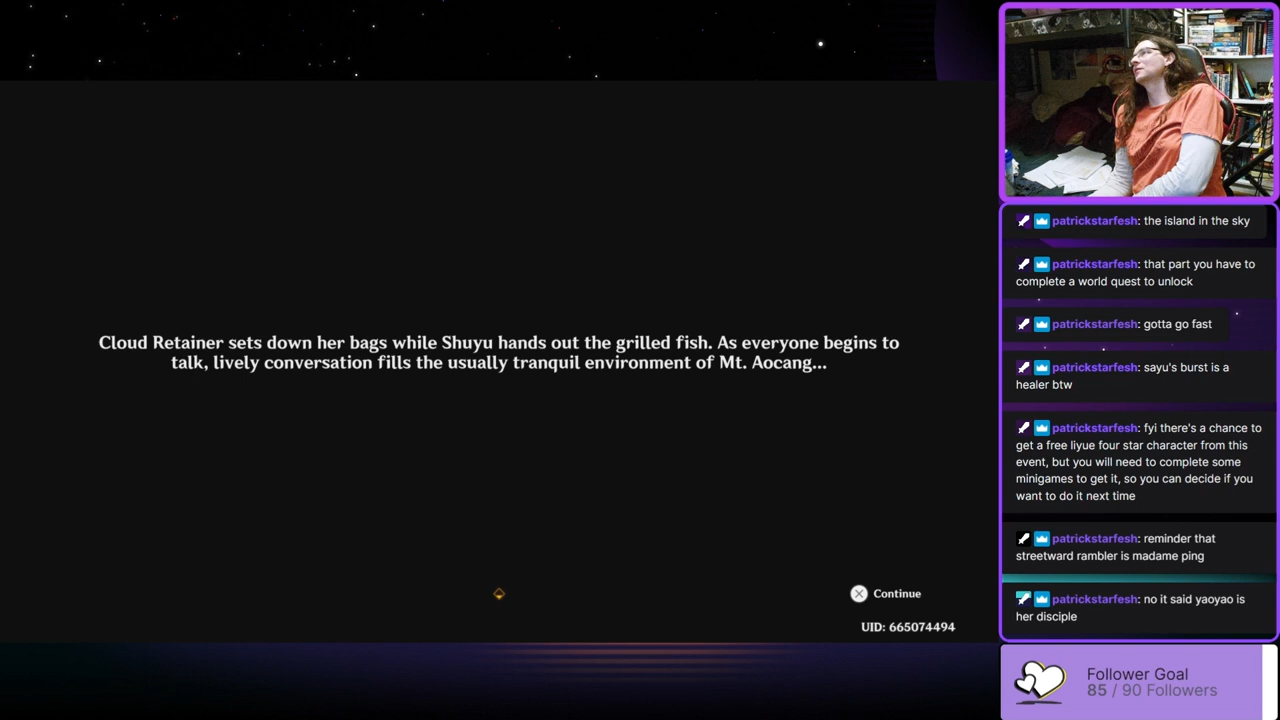 Cloud Retainer sets down her bags while Shuyu hands out the grilled fish. As everyone begins to
talk, lively conversation fills the usually tranquil environment of Mt. Aocang...
Continue
UID: 665074494
patrickstarfesh: the island in the sky
patrickstarfesh: that part you have to
complete a world quest to unlock
patrickstarfesh: gotta go fast
patrickstarfesh: sayu's burst is a
healer btw
patrickstarfesh: fyi there's a chance to
get a free liyue four star character from this
event, but you will need to complete some
minigames to get it, so you can decide if you
want to do it next time
patrickstarfesh: reminder that
streetward rambler is madame ping
patrickstarfesh: no it said yaoyao is
her disciple
Follower Goal
85 / 90 Followers